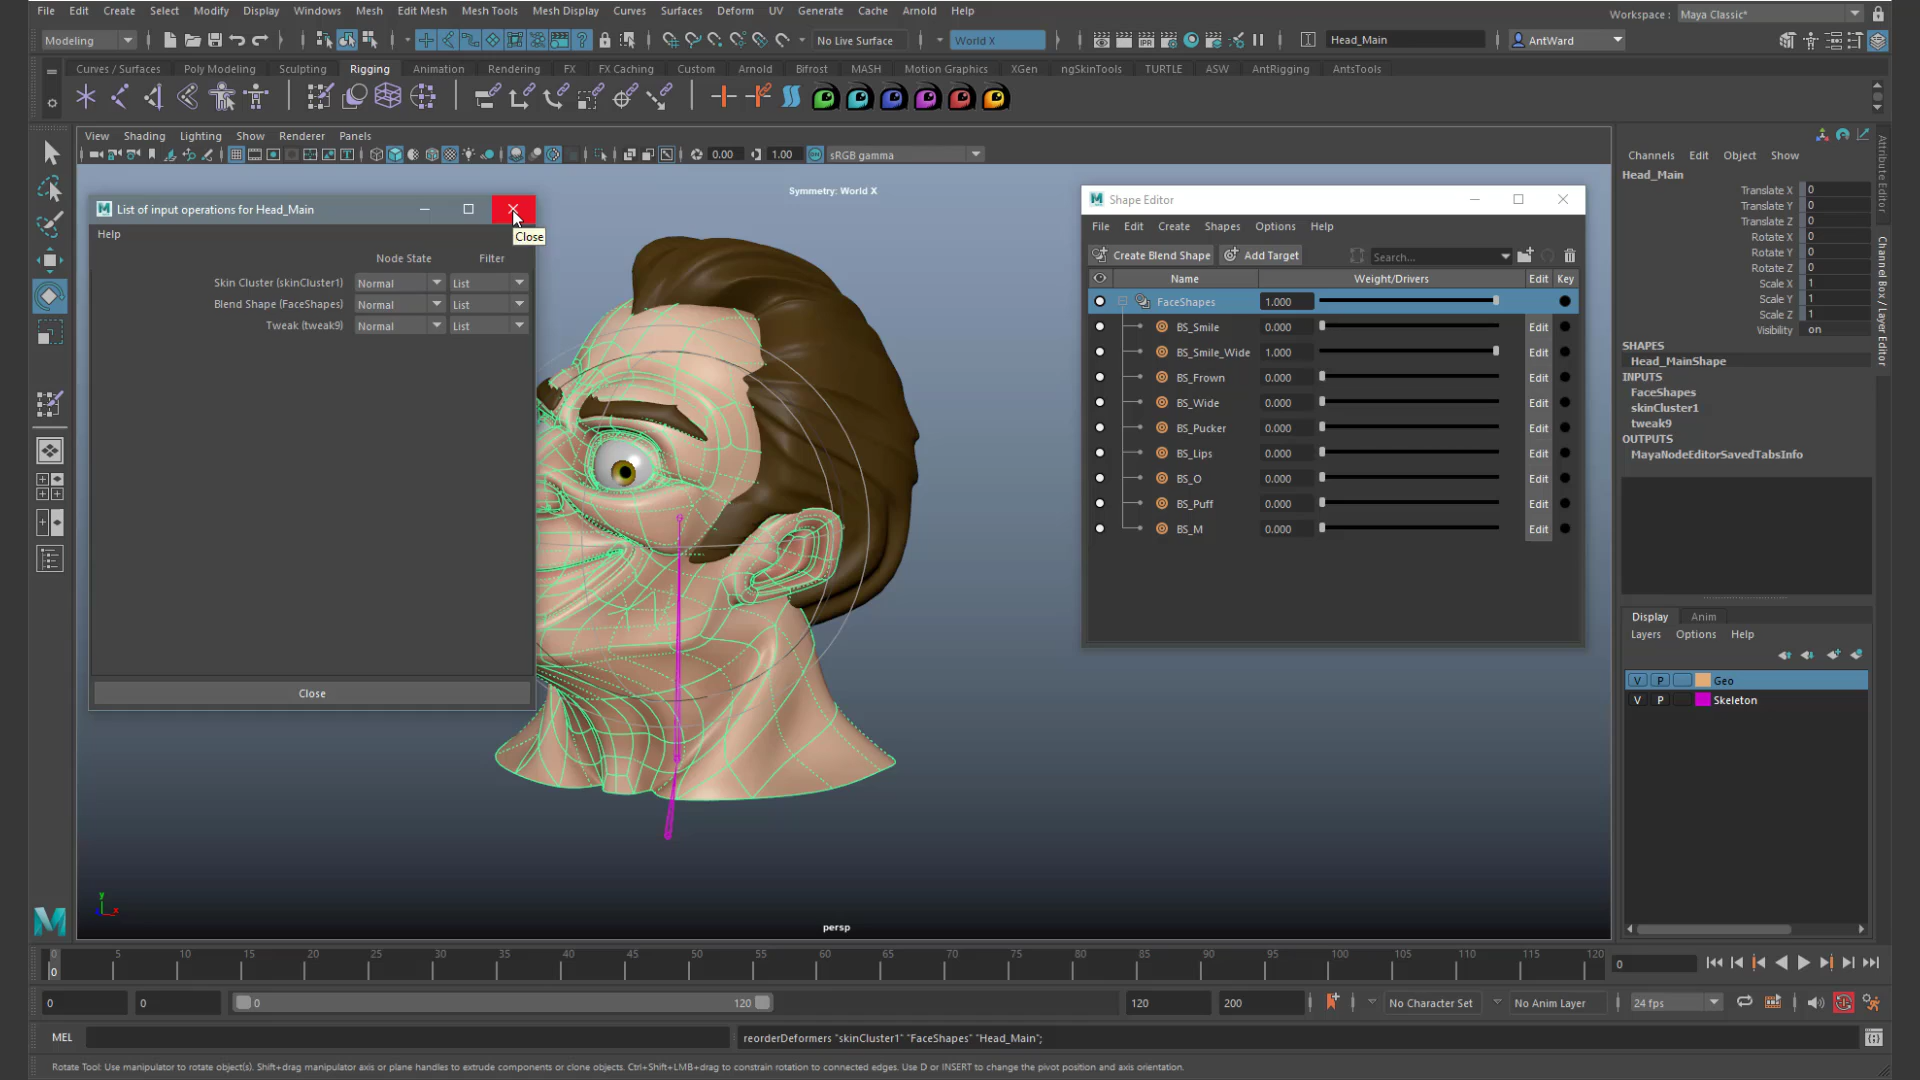 File Edit Create Select Modify Display Windows Mesh Edit Mesh Mesh Tools Mesh Display Curves Surfaces Deform UV Generate Cache Arnold Help
Workspace : Maya Classic*
Modeling No Live Surface World X Head_Main AntWard
Curves / Surfaces Poly Modeling Sculpting Rigging Animation Rendering FX FX Caching Custom Arnold Bifrost MASH Motion Graphics XGen ngSkinTools TURTLE ASW AntRigging AntsTools
View Shading Lighting Show Renderer Panels
0.00 1.00 sRGB gamma
Symmetry: World X
List of input operations for Head_Main
Close
Help
Node State Filter
Skin Cluster (skinCluster1) Normal List
Blend Shape (FaceShapes) Normal List
Tweak (tweak9) Normal List
Close
Shape Editor
File Edit Create Shapes Options Help
Create Blend Shape Add Target Search...
Name Weight/Drivers Edit Key
FaceShapes 1.000
BS_Smile 0.000 Edit
BS_Smile_Wide 1.000 Edit
BS_Frown 0.000 Edit
BS_Wide 0.000 Edit
BS_Pucker 0.000 Edit
BS_Lips 0.000 Edit
BS_O 0.000 Edit
BS_Puff 0.000 Edit
BS_M 0.000 Edit
Channels Edit Object Show
Head_Main
Translate X 0
Translate Y 0
Translate Z 0
Rotate X 0
Rotate Y 0
Rotate Z 0
Scale X 1
Scale Y 1
Scale Z 1
Visibility on
SHAPES
Head_MainShape
INPUTS
FaceShapes
skinCluster1
tweak9
OUTPUTS
MayaNodeEditorSavedTabsInfo
Attribute Editor
Channel Box / Layer Editor
Display Anim
Layers Options Help
V P Geo
V P Skeleton
y
x
persp
0 5 10 15 20 25 30 35 40 45 50 55 60 65 70 75 80 85 90 95 100 105 110 115 120
0
0
0 0 0 120 120 200 No Character Set No Anim Layer 24 fps
MEL reorderDeformers "skinCluster1" "FaceShapes" "Head_Main";
Rotate Tool: Use manipulator to rotate object(s). Shift+drag manipulator axis or plane handles to extrude components or clone objects. Ctrl+Shift+LMB+drag to constrain rotation to connected edges. Use D or INSERT to change the pivot position and axis orientation.